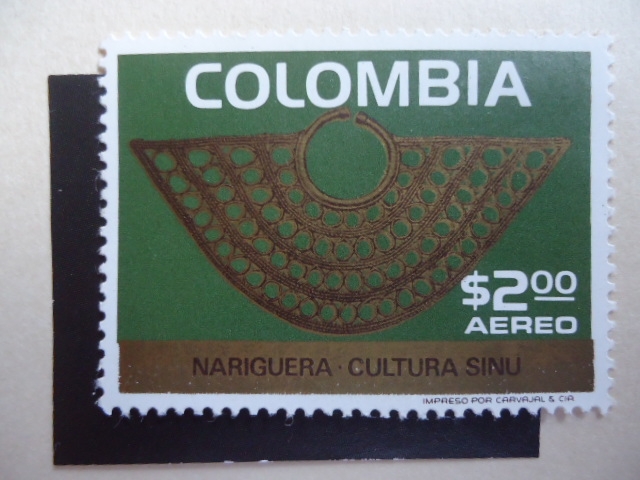 COLOMBIA
$2.00
AEREO
NARIGUERA · CULTURA SINU
IMPRESO POR CARVAJAL & CIA